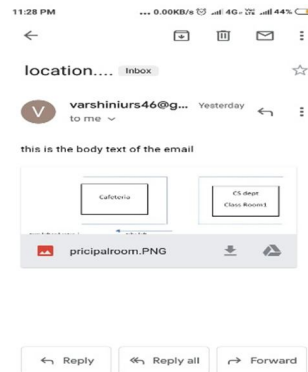 11:28 PM ... 0.00KB/s 4G 44%
location.... Inbox
V varshiniurs46@g... Yesterday
to me
this is the body text of the email
Cafeteria
CS dept
Class Room1
pricipalroom.PNG
Reply Reply all Forward